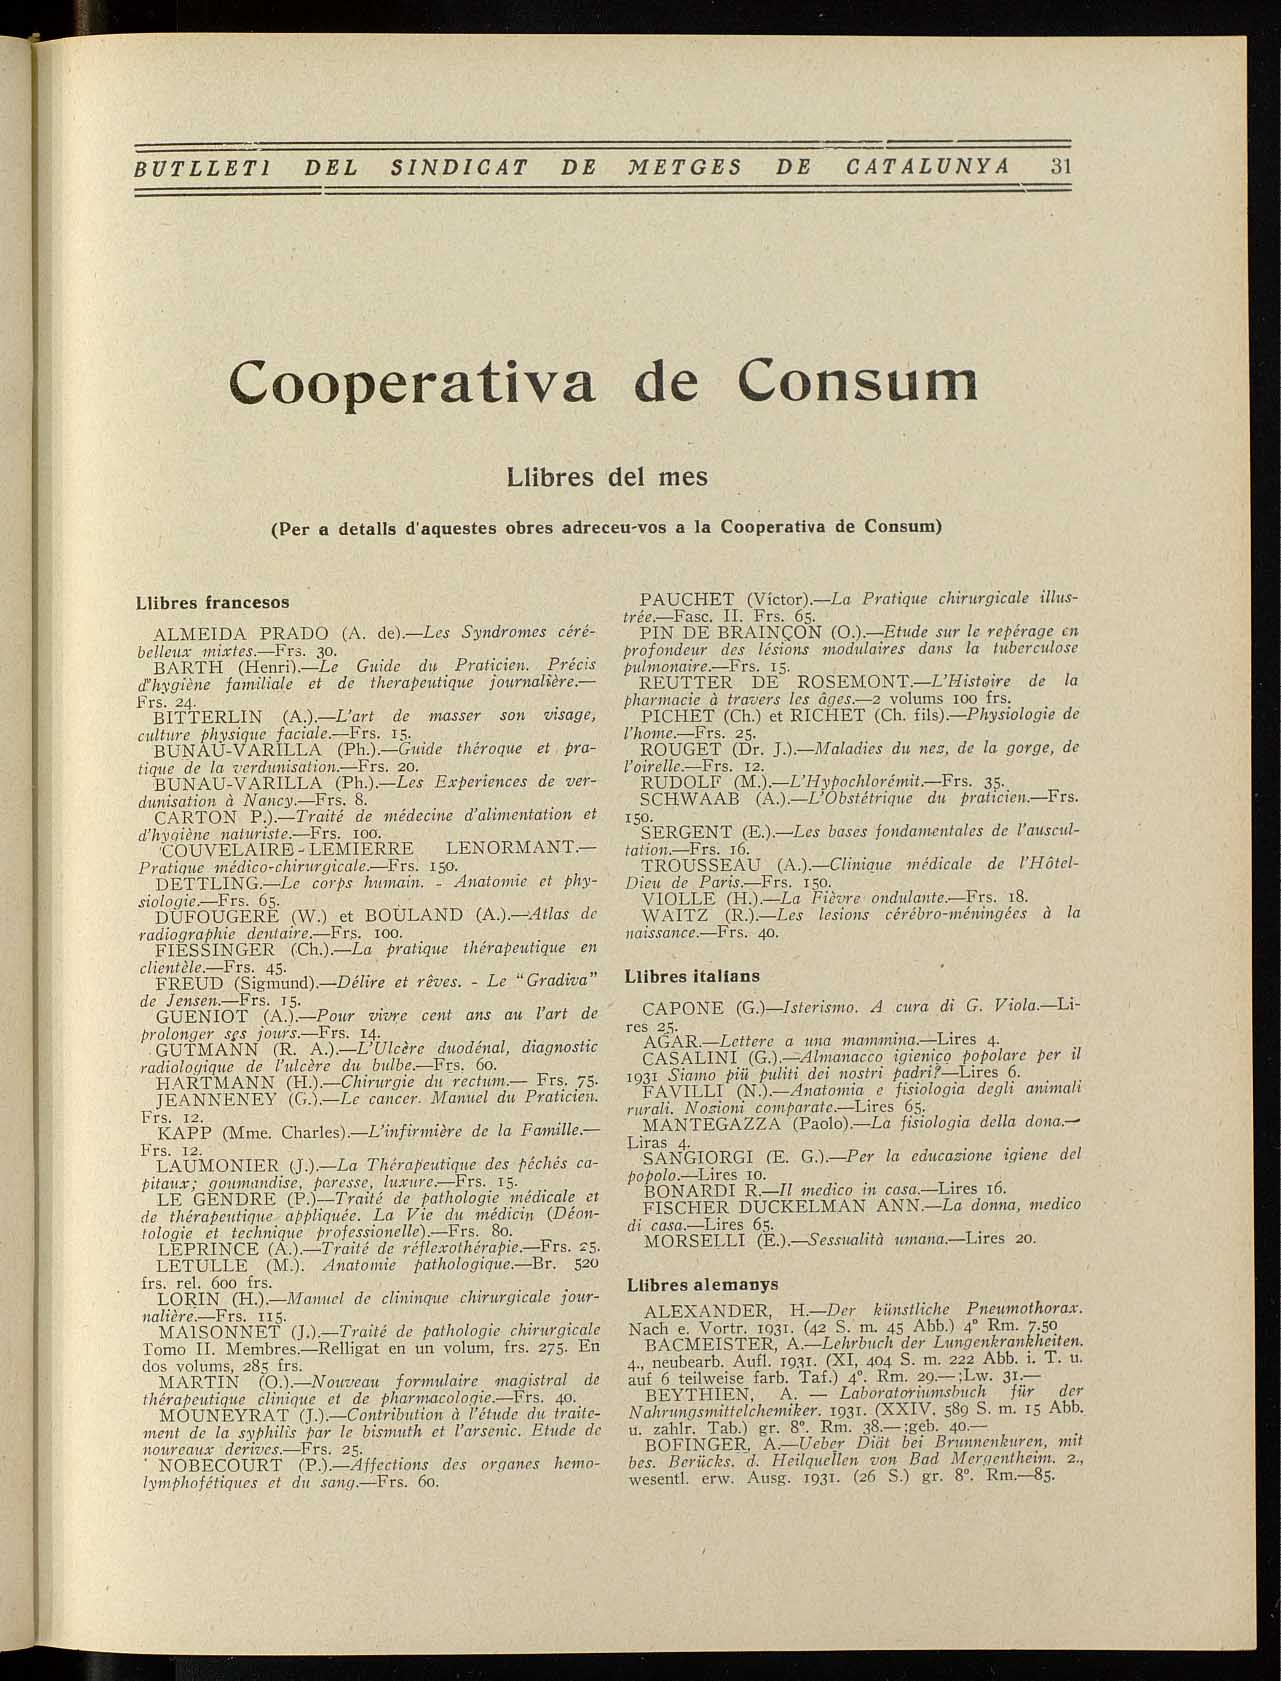 BUTLLETI DEL SINDICAT DE METGES DE CATALUNYA 31
Cooperativa de Consum
Llibres del mes
(Per a detalls d'aquestes obres adreceu-vos a la Cooperativa de Consum)
Llibres francesos
ALMEIDA PRADO (A. de).—Les Syndromes céré-
belleux mixtes.—Frs. 30.
BARTH (Henri).—Le Guide du Praticien. Précis
d'hygiène familiale et de therapeutique journalière.—
Frs. 24.
BITTERLIN (A.).—L'art de masser son visage,
culture physique faciale.—Frs. 15.
BUNAU-VARILLA (Ph.).—Guide théroque et pra-
tique de la verdunisation.—Frs. 20.
BUNAU-VARILLA (Ph.).—Les Experiences de ver-
dunisation à Nancy.—Frs. 8.
CARTON P.).—Traité de médecine d'alimentation et
d'hygiène naturiste.—Frs. 100.
COUVELAIRE-LEMIERRE LENORMANT.—
Pratique médico-chirurgicale.—Frs. 150.
DETTLING.—Le corps humain. - Anatomie et phy-
siologie.—Frs. 65.
DUFOUGERE (W.) et BOULAND (A.).—Atlas de
radiographie dentaire.—Frs. 100.
FIESSINGER (Ch.).—La pratique thérapeutique en
clientèle.—Frs. 45.
FREUD (Sigmund).—Délire et rêves. - Le "Gradiva"
de Jensen.—Frs. 15.
GUENIOT (A.).—Pour vivre cent ans au l'art de
prolonger ses jours.—Frs. 14.
GUTMANN (R. A.).—L'Ulcère duodénal, diagnostic
radiologique de l'ulcère du bulbe.—Frs. 60.
HARTMANN (H.).—Chirurgie du rectum.— Frs. 75.
JEANNENEY (G.).—Le cancer. Manuel du Praticien.
Frs. 12.
KAPP (Mme. Charles).—L'infirmière de la Famille.—
Frs. 12.
LAUMONIER (J.).—La Thérapeutique des péchés ca-
pitaux; goumandise, paresse, luxure.—Frs. 15.
LE GENDRE (P.)—Traité de pathologie médicale et
de thérapeutique appliquée. La Vie du médicin (Déon-
tologie et technique professionelle).—Frs. 80.
LEPRINCE (A.).—Traité de réflexothérapie.—Frs. 25.
LETULLE (M.). Anatomie pathologique.—Br. 520
frs. rel. 600 frs.
LORIN (H.).—Manuel de clininque chirurgicale jour-
nalière.—Frs. 115.
MAISONNET (J.).—Traité de pathologie chirurgicale
Tomo II. Membres.—Relligat en un volum, frs. 275. En
dos volums, 285 frs.
MARTIN (O.).—Nouveau formulaire magistral de
thérapeutique clinique et de pharmacologie.—Frs. 40.
MOUNEYRAT (J.).—Contribution à l'étude du traite-
ment de la syphilis par le bismuth et l'arsenic. Etude de
noureaux derives.—Frs. 25.
NOBECOURT (P.).—Affections des organes hemo-
lymphofétiques et du sang.—Frs. 60.
PAUCHET (Víctor).—La Pratique chirurgicale illus-
trée.—Fasc. II. Frs. 65.
PIN DE BRAINÇON (O.).—Etude sur le repérage en
profondeur des lésions modulaires dans la tuberculose
pulmonaire.—Frs. 15.
REUTTER DE ROSEMONT.—L'Histoire de la
pharmacie à travers les âges.—2 volums 100 frs.
PICHET (Ch.) et RICHET (Ch. fils).—Physiologie de
l'home.—Frs. 25.
ROUGET (Dr. J.).—Maladies du nez, de la gorge, de
l'oirelle.—Frs. 12.
RUDOLF (M.).—L'Hypochlorémit.—Frs. 35.
SCHWAAB (A.).—L'Obstétrique du praticien.—Frs.
150.
SERGENT (E.).—Les bases fondamentales de l'auscul-
tation.—Frs. 16.
TROUSSEAU (A.).—Clinique médicale de l'Hôtel-
Dieu de Paris.—Frs. 150.
VIOLLE (H.).—La Fièvre ondulante.—Frs. 18.
WAITZ (R.).—Les lesions cérébro-méningées à la
naissance.—Frs. 40.
Llibres italians
CAPONE (G.)—Isterismo. A cura di G. Viola.—Li-
res 25.
AGAR.—Lettere a una mammina.—Lires 4.
CASALINI (G.).—Almanacco igienico popolare per il
1931 Siamo più puliti dei nostri padri?—Lires 6.
FAVILLI (N.).—Anatomia e fisiologia degli animali
rurali. Nozioni comparate.—Lires 65.
MANTEGAZZA (Paolo).—La fisiologia della dona.—
Liras 4.
SANGIORGI (E. G.).—Per la educazione igiene del
popolo.—Lires 10.
BONARDI R.—Il medico in casa.—Lires 16.
FISCHER DUCKELMAN ANN.—La donna, medico
di casa.—Lires 65.
MORSELLI (E.).—Sessualità umana.—Lires 20.
Llibres alemanys
ALEXANDER, H.—Der künstliche Pneumothorax.
Nach e. Vortr. 1931. (42 S. m. 45 Abb.) 4° Rm. 7.50
BACMEISTER, A.—Lehrbuch der Lungenkrankheiten.
4., neubearb. Aufl. 1931. (XI, 404 S. m. 222 Abb. i. T. u.
auf 6 teilweise farb. Taf.) 4°. Rm. 29.—;Lw. 31.—
BEYTHIEN, A. — Laboratoriumsbuch für der
Nahrungsmittelchemiker. 1931. (XXIV, 589 S. m. 15 Abb.
u. zahlr. Tab.) gr. 8°. Rm. 38.—;geb. 40.—
BOFINGER, A.—Ueber Diät bei Brunnenkuren, mit
bes. Berücks. d. Heilquellen von Bad Mergentheim. 2.,
wesentl. erw. Ausg. 1931. (26 S.) gr. 8°. Rm.—85.